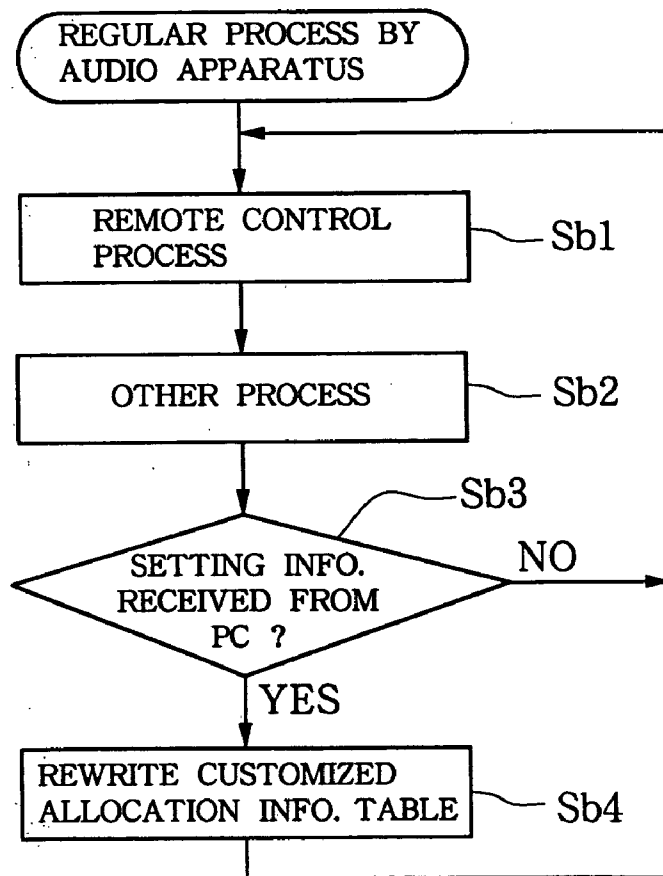 REGULAR PROCESS BY
AUDIO APPARATUS
REMOTE CONTROL
PROCESS
Sb1
OTHER PROCESS
Sb2
Sb3
SETTING INFO.
RECEIVED FROM
PC ?
NO
YES
REWRITE CUSTOMIZED
ALLOCATION INFO. TABLE
Sb4